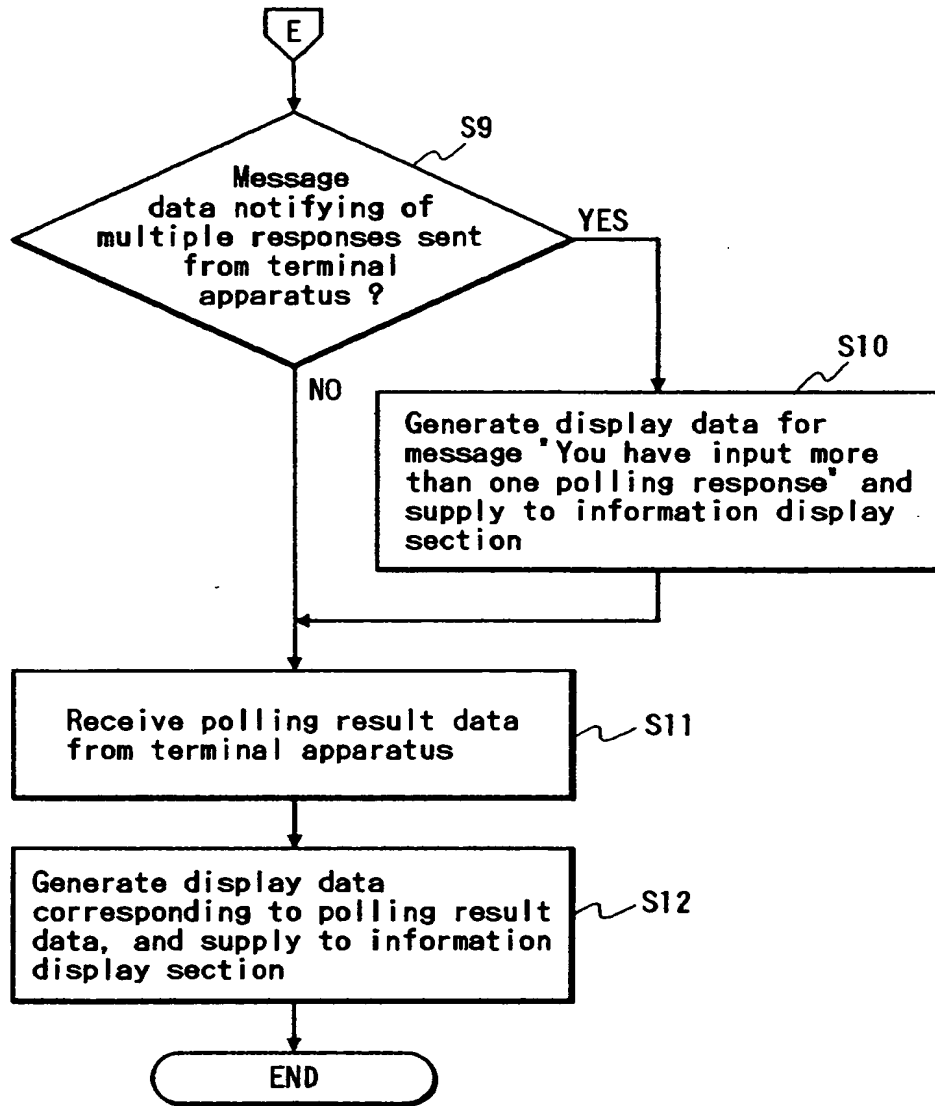 E
S9
Message
data notifying of
multiple responses sent
from terminal
apparatus ?
YES
NO
S10
Generate display data for
message "You have input more
than one polling response" and
supply to information display
section
Receive polling result data
from terminal apparatus
S11
Generate display data
corresponding to polling result
data, and supply to information
display section
S12
END